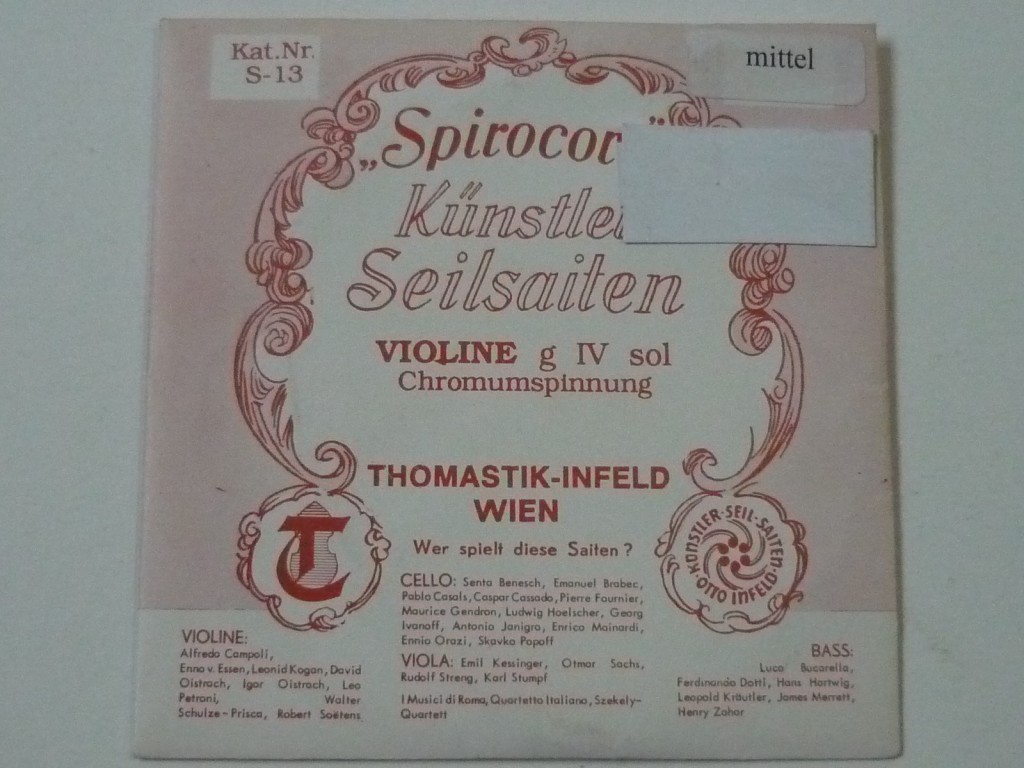 Kat.Nr.
S-13
mittel
„Spirocor"
Künstler
Seilsaiten
VIOLINE g IV sol
Chromumspinnung
THOMASTIK-INFELD
WIEN
Wer spielt diese Saiten ?
T
KÜNSTLER-SEIL-SAITEN
OTTO INFELD
CELLO: Senta Benesch, Emanuel Brabec,
Pablo Casals, Caspar Cassado, Pierre Fournier,
Maurice Gendron, Ludwig Hoelscher, Georg
Ivanoff, Antonio Janigro, Enrico Mainardi,
Ennio Orazi, Skavko Popoff
VIOLA: Emil Kessinger, Otmar Sachs,
Rudolf Streng, Karl Stumpf
I Musici di Roma, Quartetto Italiano, Szekely-
Quartett
VIOLINE:
Alfredo Campoli,
Enno v. Essen, Leonid Kogan, David
Oistrach, Igor Oistrach, Leo
Petroni, Walter
Schulze-Prisca, Robert Soëtens
BASS:
Luca Bucarella,
Ferdinando Dotti, Hans Hartwig,
Leopold Kräutler, James Merrett,
Henry Zahar